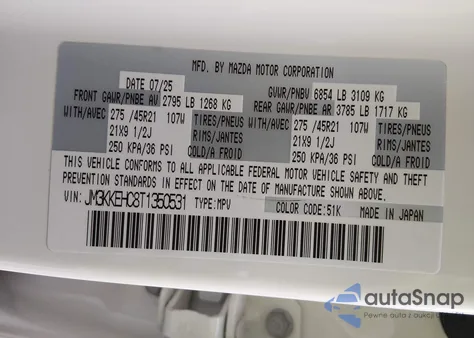 MFD. BY MAZDA MOTOR CORPORATION
DATE 07/25 GVWR/PNBV 6854 LB 3109 KG
FRONT GAWR/PNBE AV 2795 LB 1268 KG REAR GAWR/PNBE AR 3785 LB 1717 KG
WITH/AVEC 275 /45R21 107W TIRES/PNEUS WITH/AVEC 275 /45R21 107W TIRES/PNEUS
21X9 1/2J RIMS/JANTES 21X9 1/2J RIMS/JANTES
250 KPA/36 PSI COLD/A FROID 250 KPA/36 PSI COLD/A FROID
THIS VEHICLE CONFORMS TO ALL APPLICABLE FEDERAL MOTOR VEHICLE SAFETY AND THEFT
PREVENTION STANDARDS IN EFFECT ON THE DATE OF MANUFACTURE SHOWN ABOVE.
VIN: JM3KKEHC8T1350531 TYPE: MPV COLOR CODE: 51K MADE IN JAPAN
autaSnap
Pewne auta z aukcji